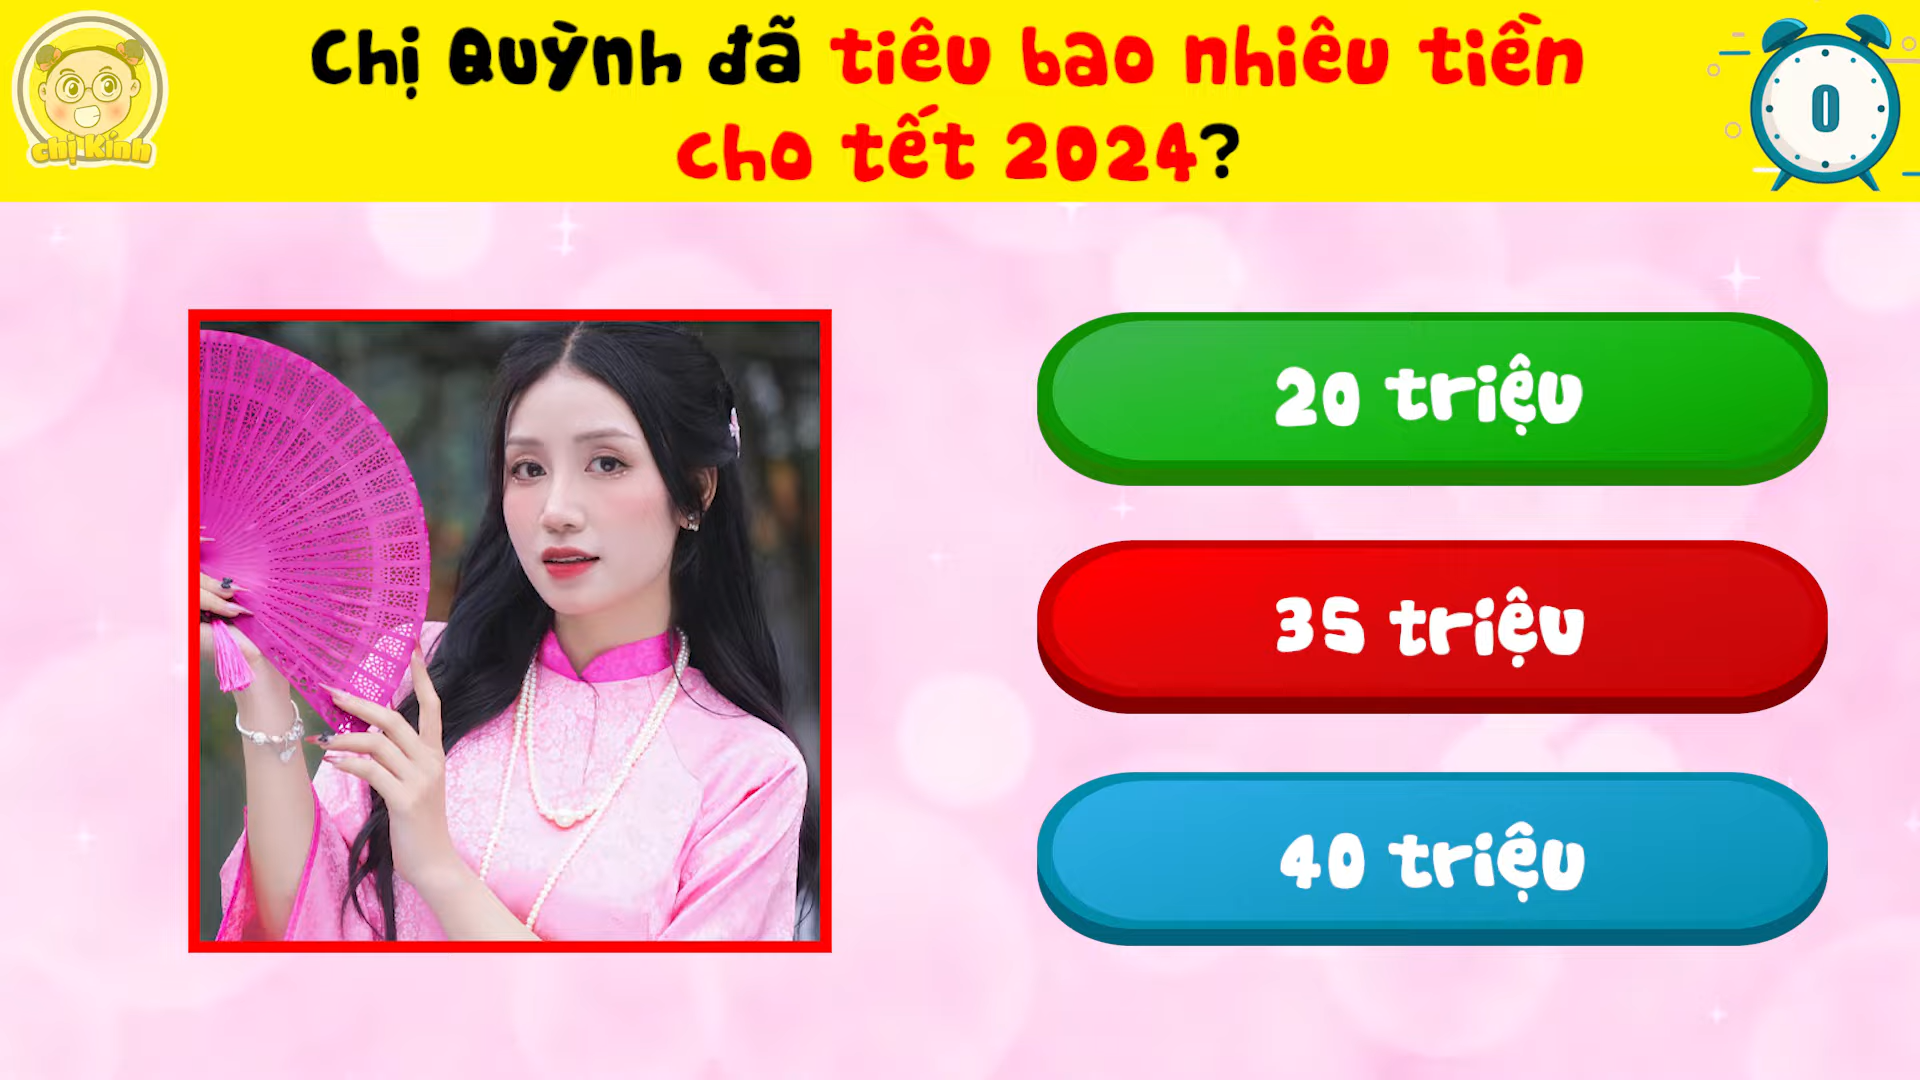 Chị Quỳnh đã tiêu bao nhiêu tiền
cho tết 2024?
chị Kính
0
20 triệu
35 triệu
40 triệu